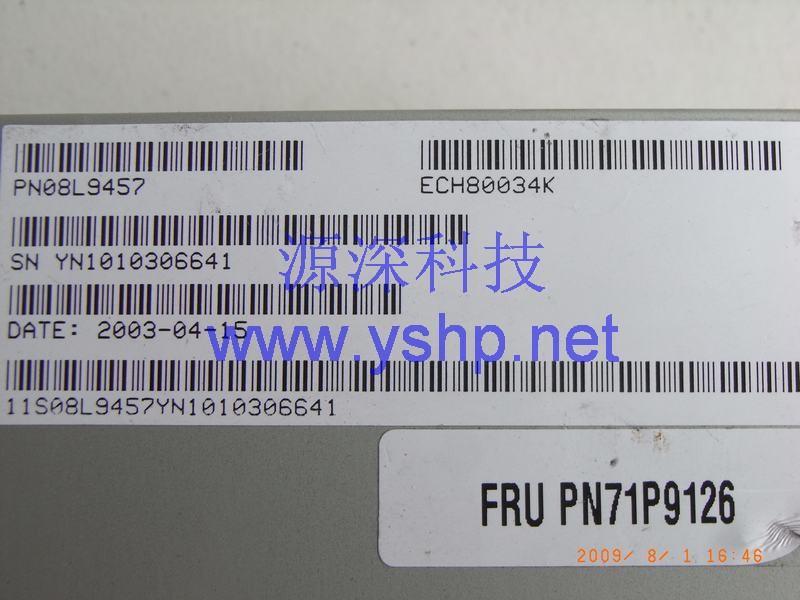 PN08L9457
ECH80034K
SN YN1010306641
源深科技
DATE: 2003-04-15
www.yshp.net
11S08L9457YN1010306641
FRU PN71P9126
2009/ 8/ 1 16:46